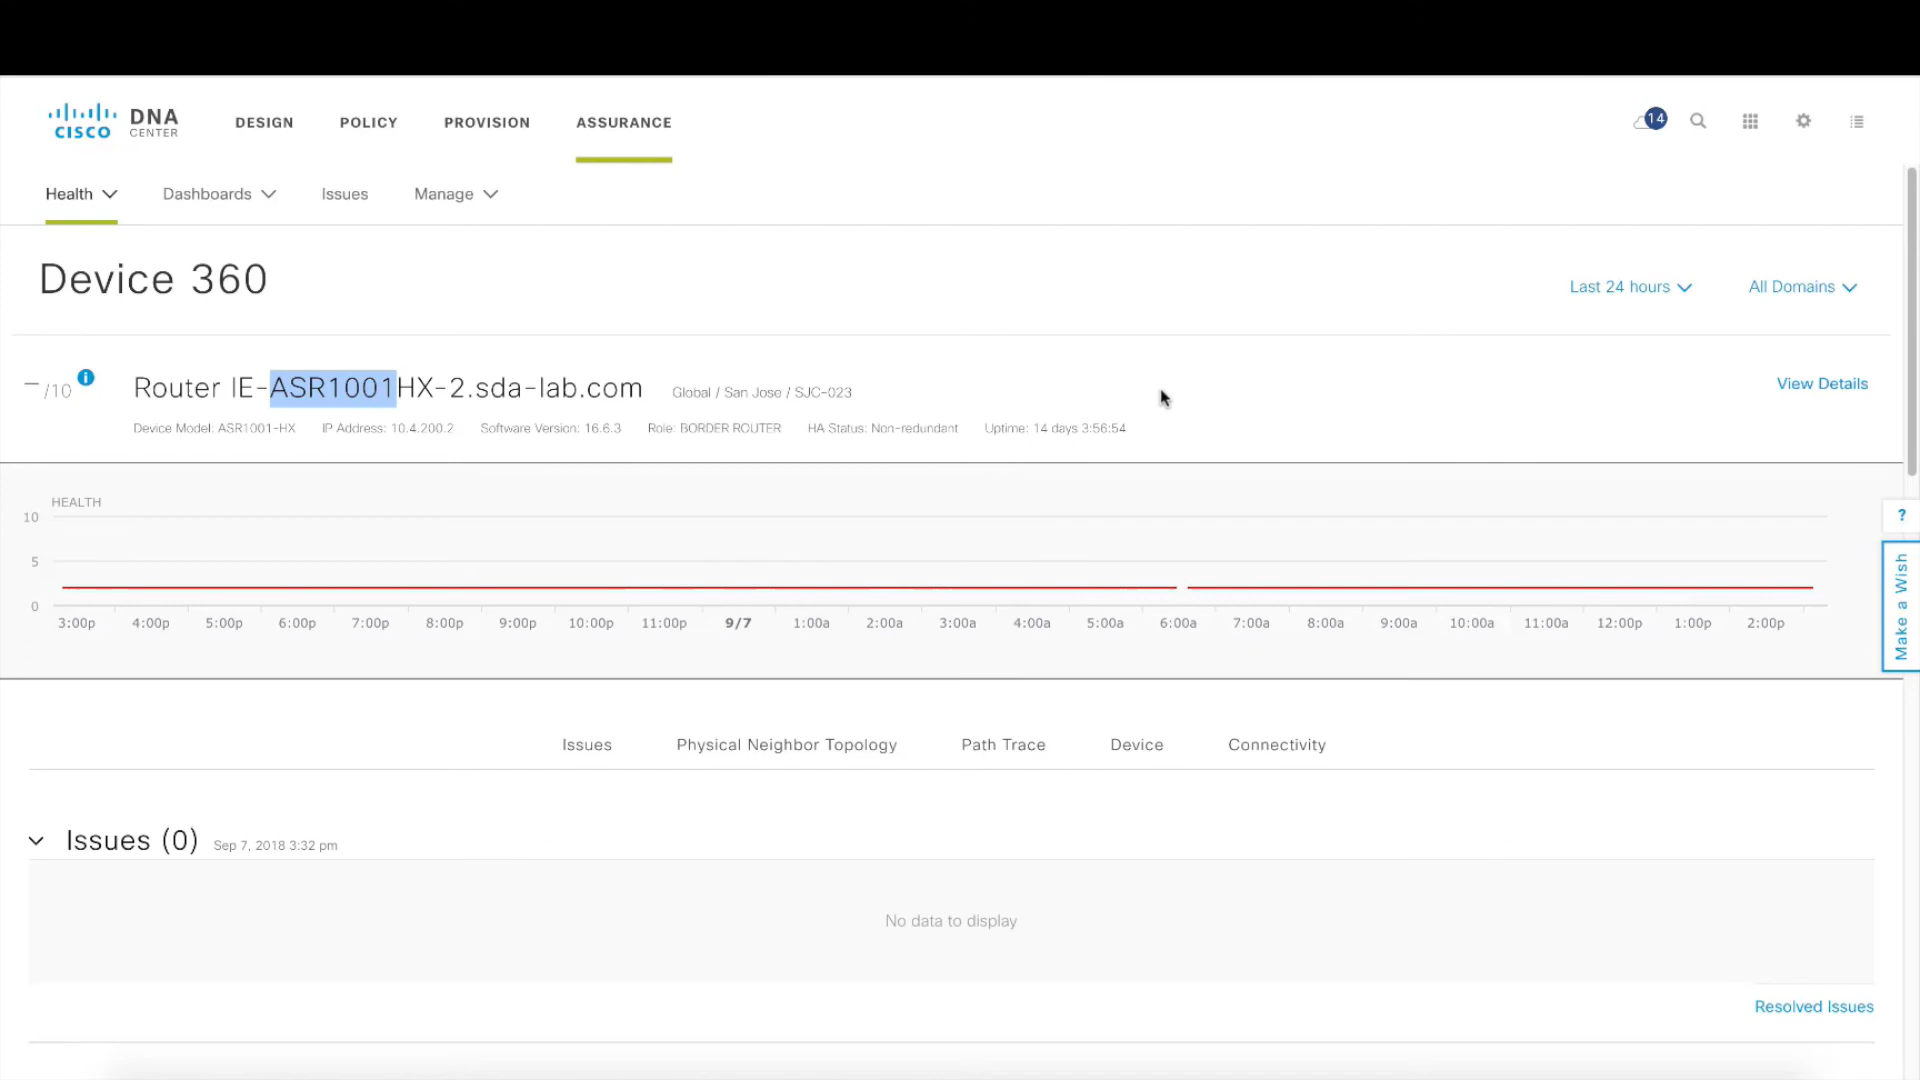 CISCO DNA CENTER DESIGN POLICY PROVISION ASSURANCE 14
Health Dashboards Issues Manage
Device 360 Last 24 hours All Domains
–/10 i Router IE-ASR1001HX-2.sda-lab.com Global / San Jose / SJC-023 View Details
Device Model: ASR1001-HX IP Address: 10.4.200.2 Software Version: 16.6.3 Role: BORDER ROUTER HA Status: Non-redundant Uptime: 14 days 3:56:54
HEALTH
10
5
0
3:00p 4:00p 5:00p 6:00p 7:00p 8:00p 9:00p 10:00p 11:00p 9/7 1:00a 2:00a 3:00a 4:00a 5:00a 6:00a 7:00a 8:00a 9:00a 10:00a 11:00a 12:00p 1:00p 2:00p
?
Make a Wish
Issues Physical Neighbor Topology Path Trace Device Connectivity
Issues (0) Sep 7, 2018 3:32 pm
No data to display
Resolved Issues